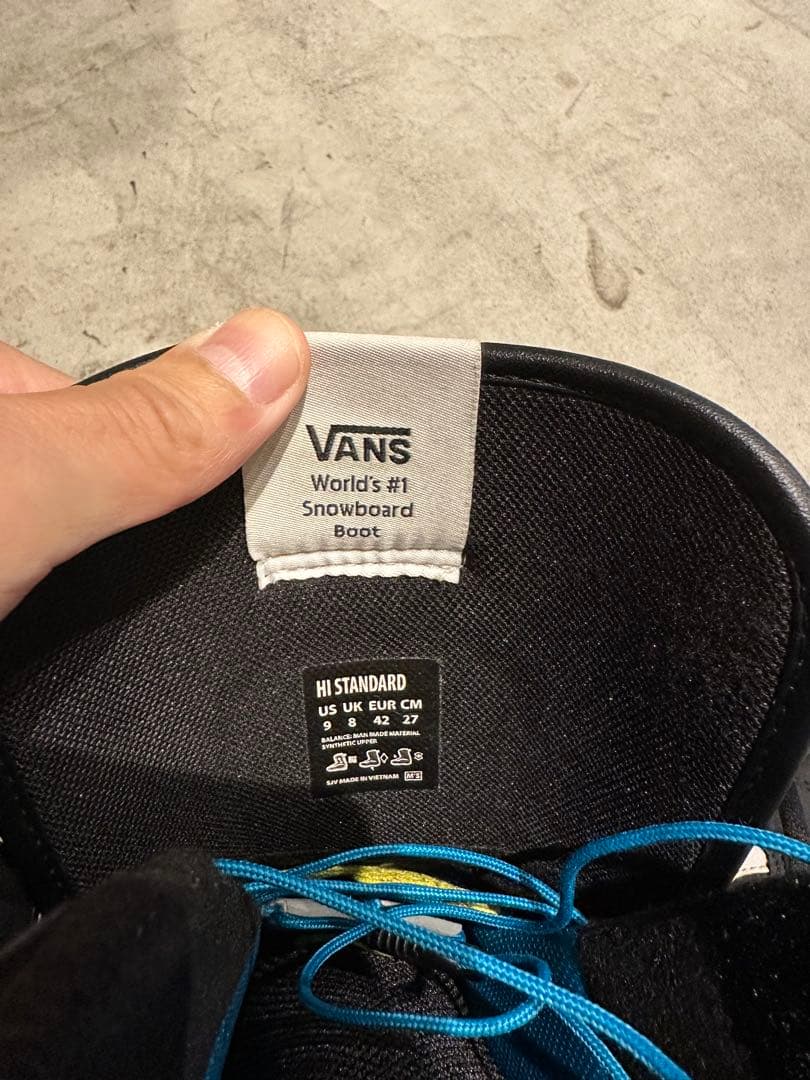 VANS
World's #1
Snowboard
Boot
HI STANDARD
US UK EUR CM
9 8 42 27
BALANCE: MAN MADE MATERIAL
SYNTHETIC UPPER
SJV MADE IN VIETNAM M'S